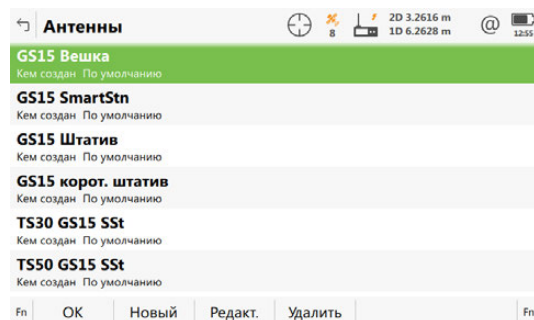 Антенны
8
2D 3.2616 m
1D 6.2628 m
@
12:55
GS15 Вешка
Кем создан По умолчанию
GS15 SmartStn
Кем создан По умолчанию
GS15 Штатив
Кем создан По умолчанию
GS15 корот. штатив
Кем создан По умолчанию
TS30 GS15 SSt
Кем создан По умолчанию
TS50 GS15 SSt
Кем создан По умолчанию
Fn OK Новый Редакт. Удалить Fn